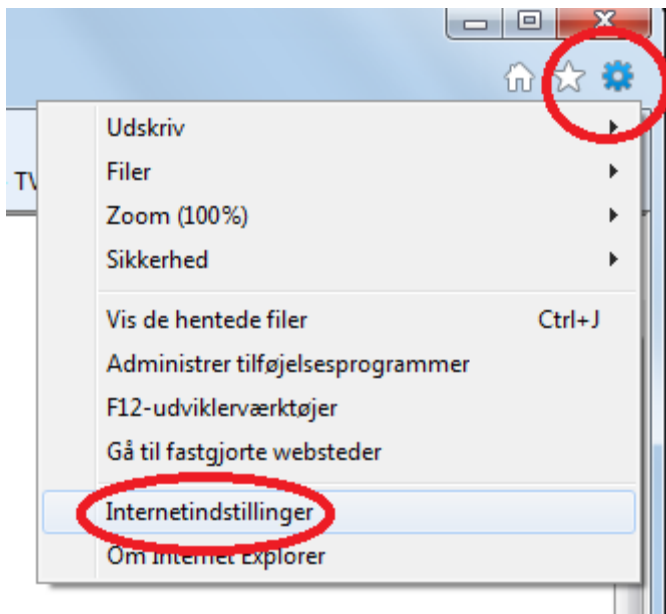 Udskriv
Filer
TV
Zoom (100%)
Sikkerhed
Vis de hentede filer Ctrl+J
Administrer tilføjelsesprogrammer
F12-udviklerværktøjer
Gå til fastgjorte websteder
Internetindstillinger
Om Internet Explorer